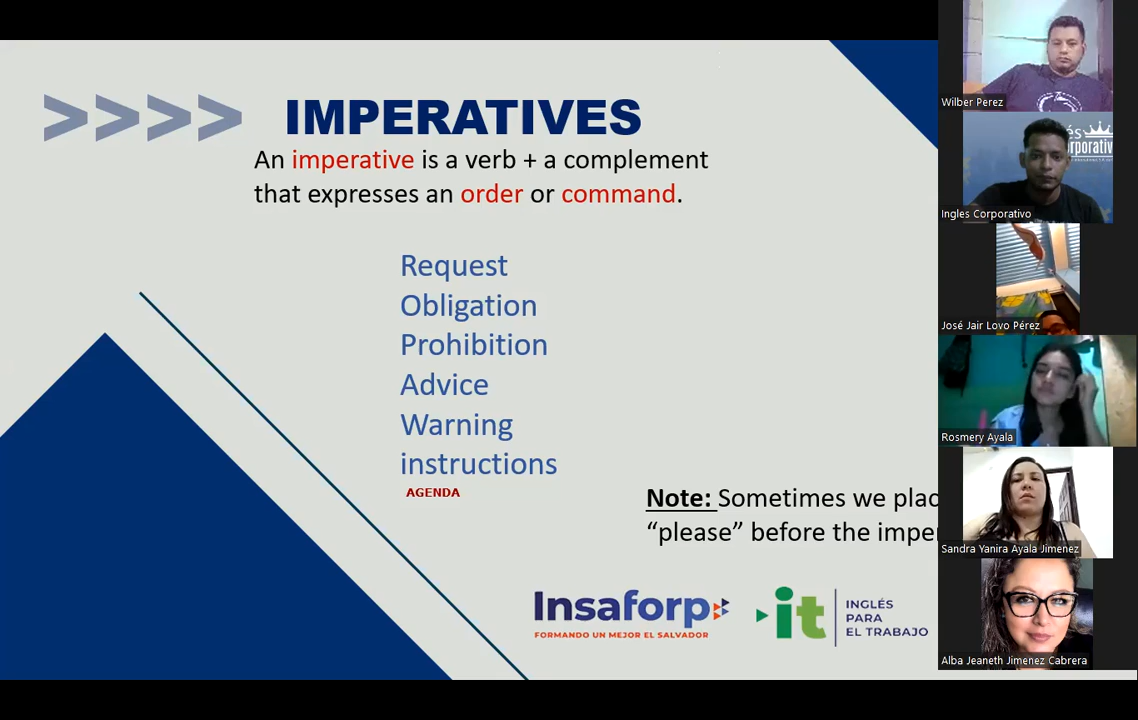 >>>> IMPERATIVES
An imperative is a verb + a complement
that expresses an order or command.
Request
Obligation
Prohibition
Advice
Warning
instructions
AGENDA
Note: Sometimes we plac
“please” before the imper
Insaforp
FORMANDO UN MEJOR EL SALVADOR
it
INGLÉS
PARA
EL TRABAJO
Wilber Perez
és
orporativ
Ingles Corporativo
José Jair Lovo Pérez
Rosmery Ayala
Sandra Yanira Ayala Jimenez
Alba Jeaneth Jimenez Cabrera